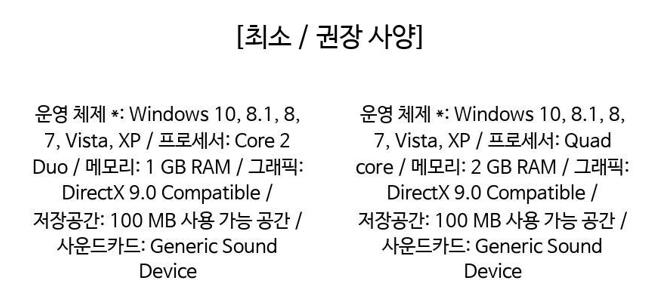 [최소 / 권장 사양]
운영 체제 *: Windows 10, 8.1, 8,
7, Vista, XP / 프로세서: Core 2
Duo / 메모리: 1 GB RAM / 그래픽:
DirectX 9.0 Compatible /
저장공간: 100 MB 사용 가능 공간 /
사운드카드: Generic Sound
Device
운영 체제 *: Windows 10, 8.1, 8,
7, Vista, XP / 프로세서: Quad
core / 메모리: 2 GB RAM / 그래픽:
DirectX 9.0 Compatible /
저장공간: 100 MB 사용 가능 공간 /
사운드카드: Generic Sound
Device